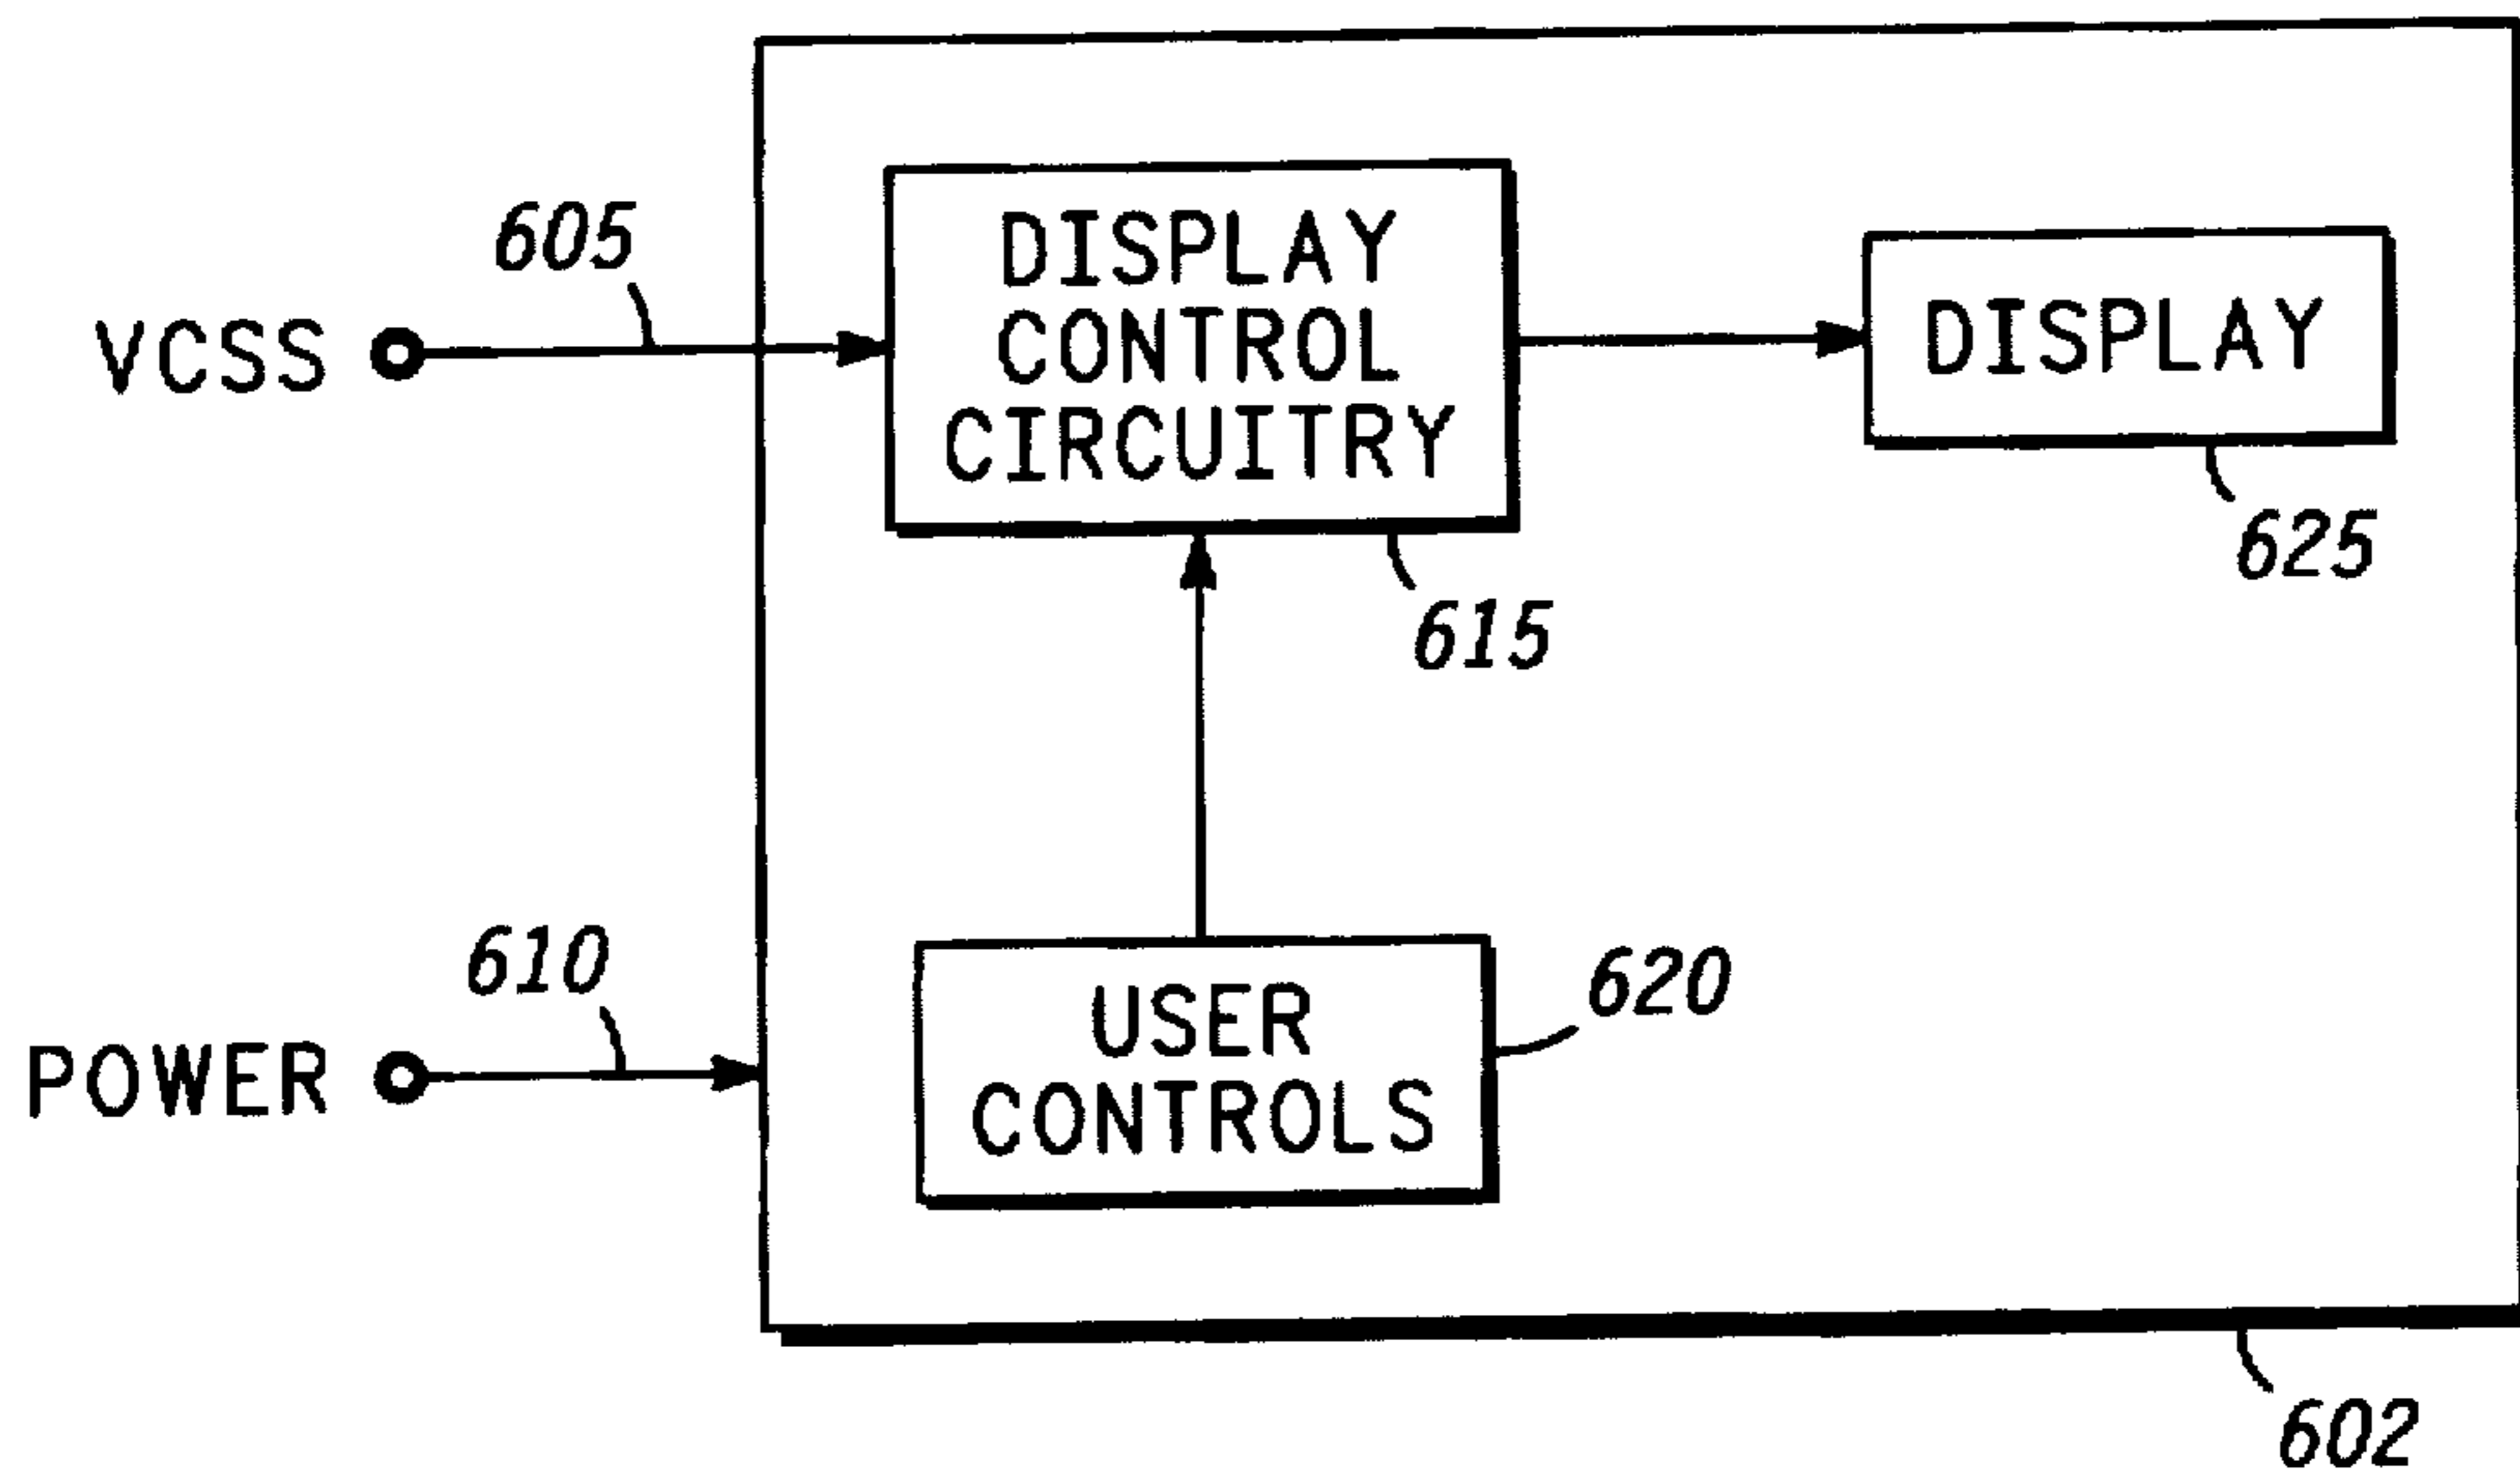 605
VCSS
DISPLAY
CONTROL
CIRCUITRY
DISPLAY
625
615
610
POWER
USER
CONTROLS
620
602